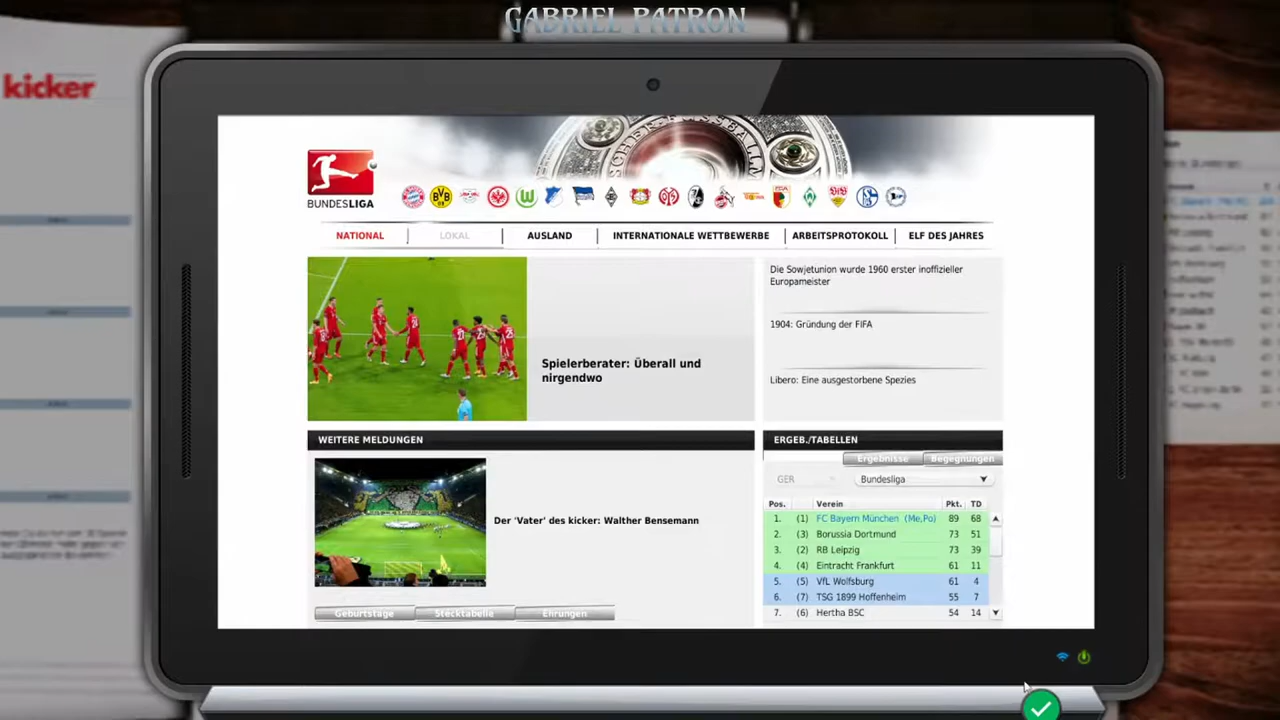 GABRIEL PATRON
kicker
BUNDESLIGA
NATIONAL
LOKAL
AUSLAND
INTERNATIONALE WETTBEWERBE
ARBEITSPROTOKOLL
ELF DES JAHRES
Spielerberater: Überall und
nirgendwo
Die Sowjetunion wurde 1960 erster inoffizieller
Europameister
1904: Gründung der FIFA
Libero: Eine ausgestorbene Spezies
WEITERE MELDUNGEN
Der 'Vater' des kicker: Walther Bensemann
Geburtstage
Stecktabelle
Ehrungen
ERGEB./TABELLEN
Ergebnisse
Begegnungen
GER
Bundesliga
Pos. Verein Pkt. TD
1. (1) FC Bayern München (Me,Po) 89 68
2. (3) Borussia Dortmund 73 51
3. (2) RB Leipzig 73 39
4. (4) Eintracht Frankfurt 61 11
5. (5) VfL Wolfsburg 61 4
6. (7) TSG 1899 Hoffenheim 55 7
7. (6) Hertha BSC 54 14